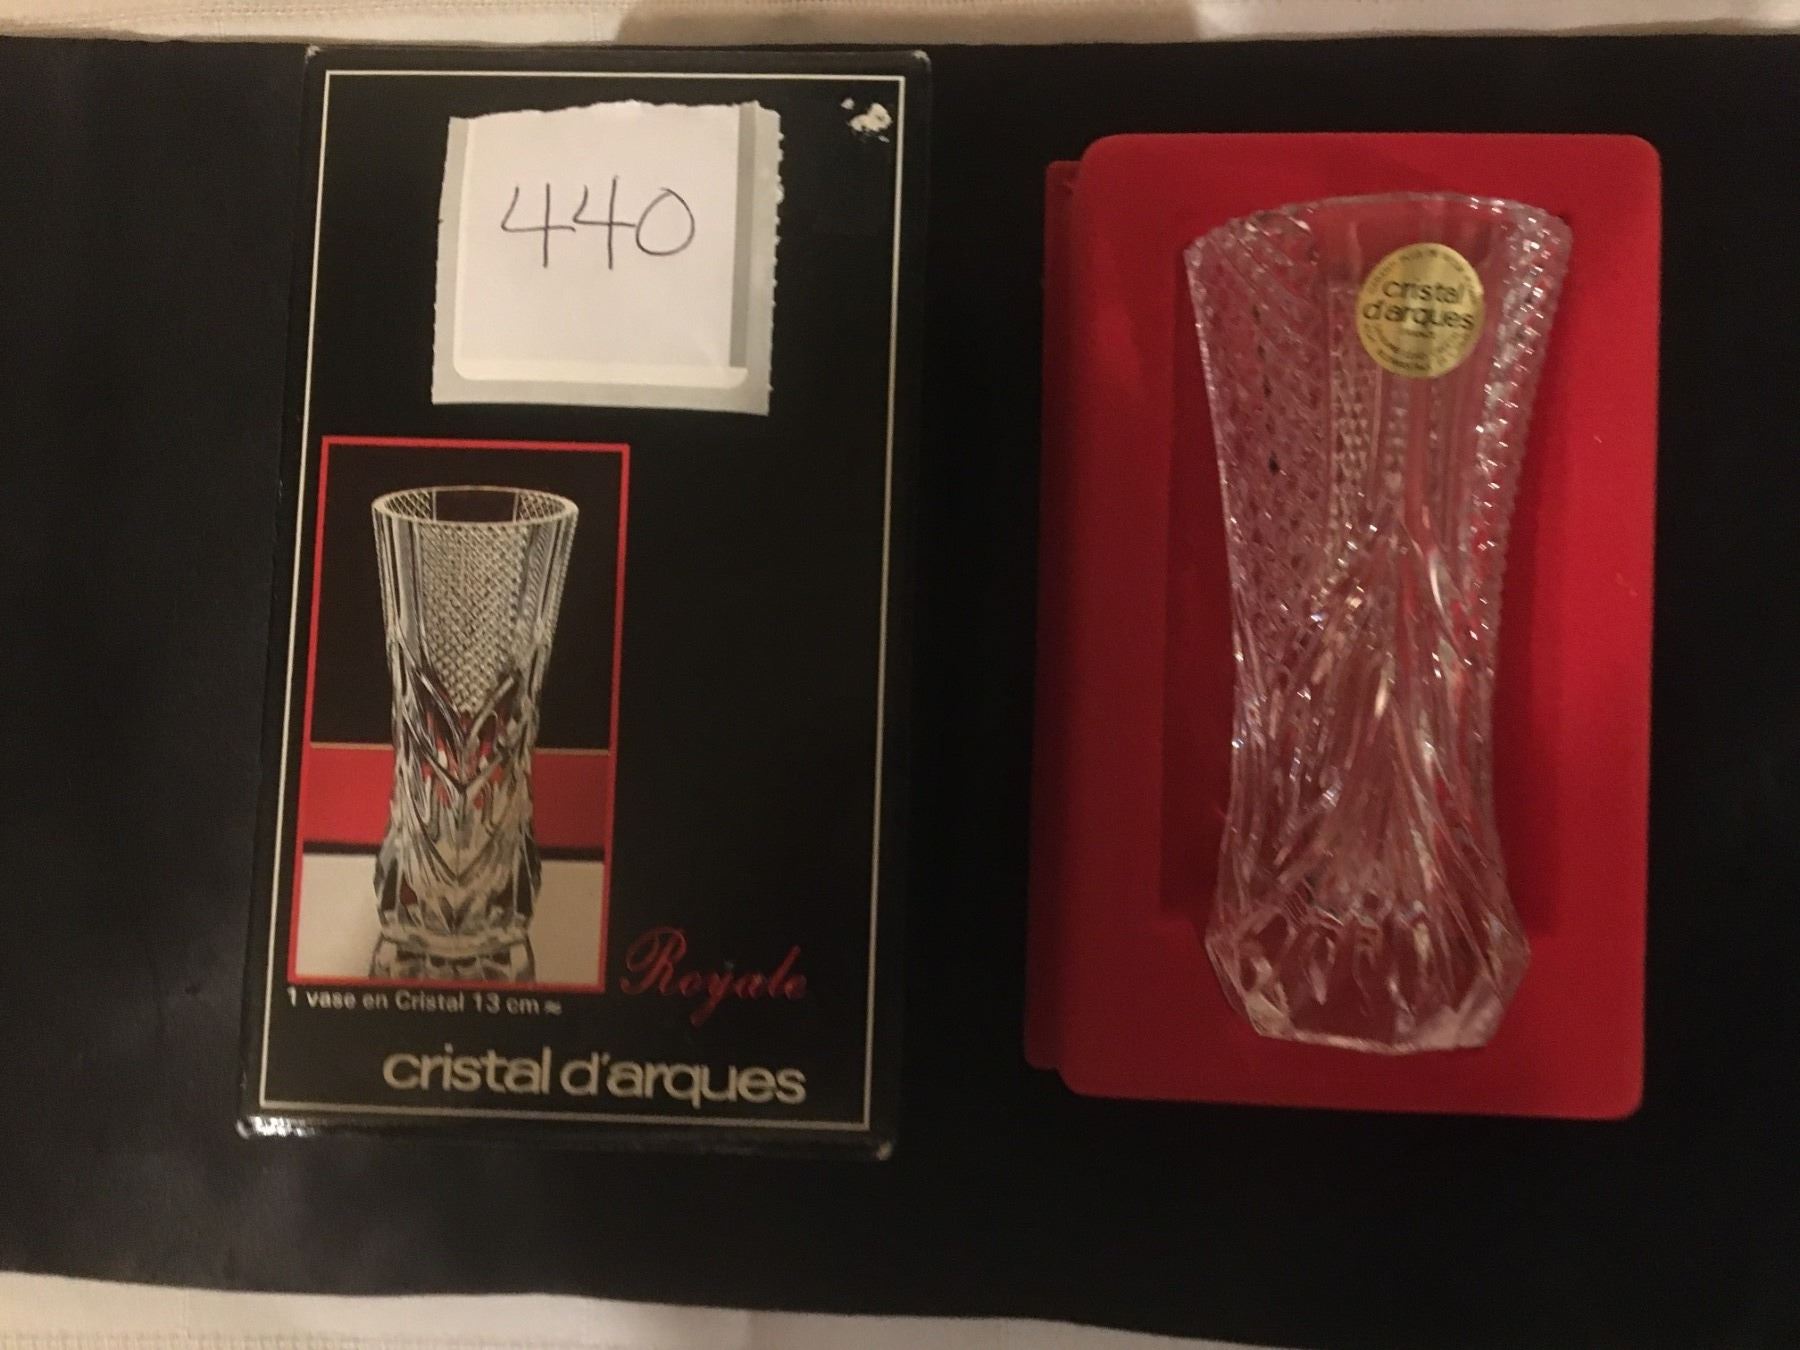 440
Royale
1 vase en Cristal 13 cm ≈
cristal d'arques
cristal
d'arques